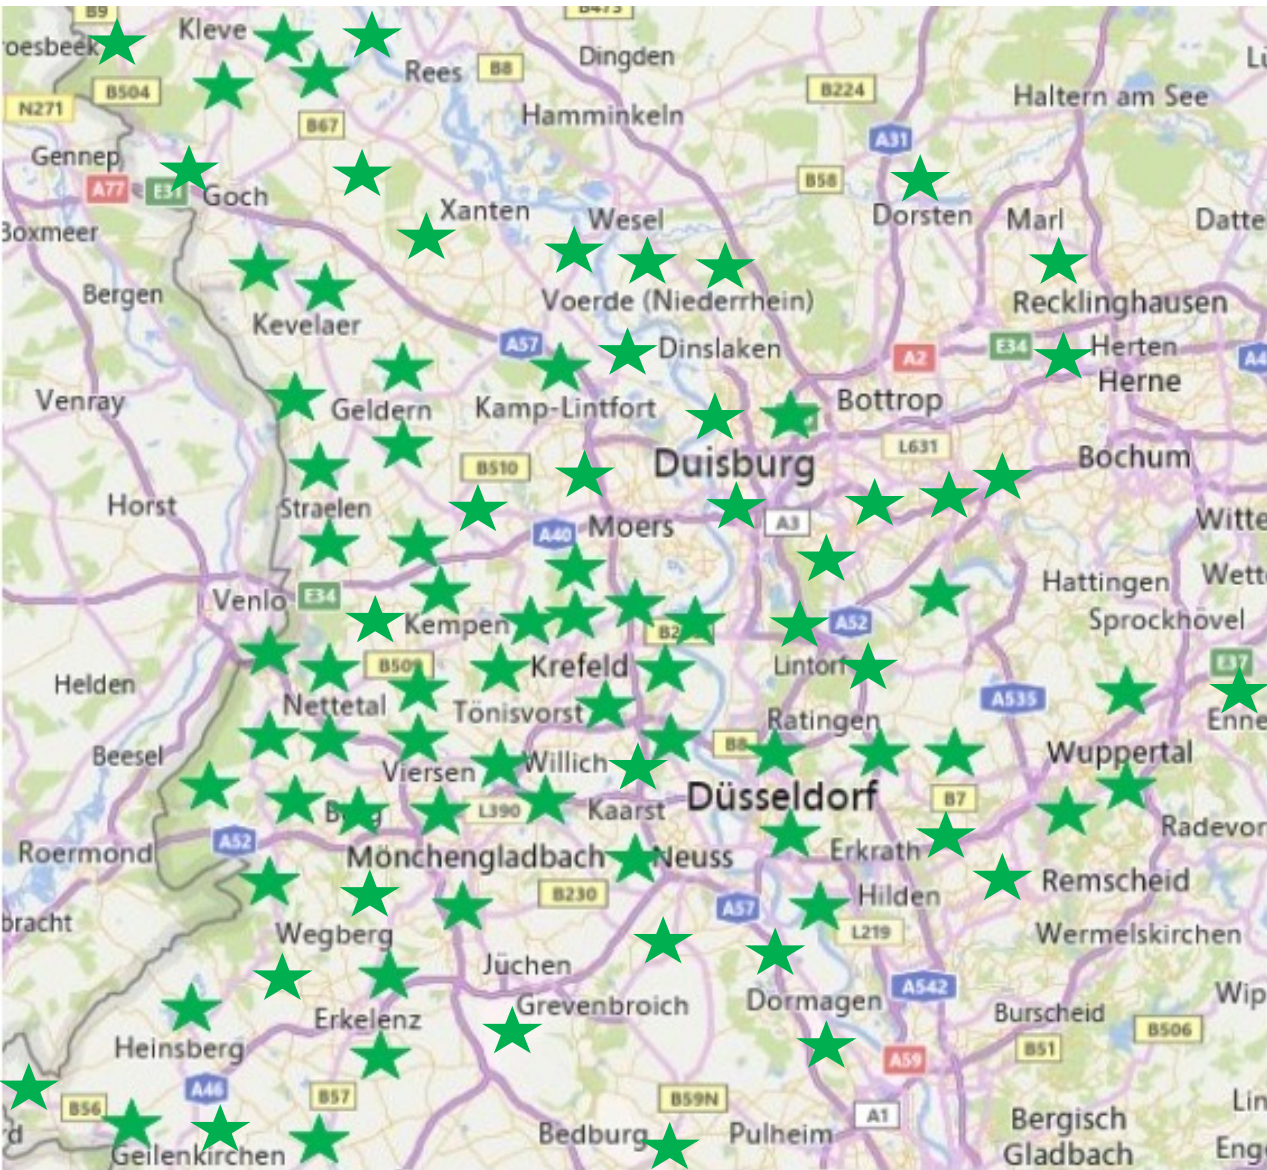 B9
B473
Kleve
roesbeek
Dingden
Rees
B8
B504
N271
B224
Haltern am See
Hamminkeln
B67
A31
Gennep
A77
E31
Goch
B58
Xanten
Wesel
Dorsten
Marl
Datte
Boxmeer
Bergen
Voerde (Niederrhein)
Recklinghausen
Kevelaer
A57
Dinslaken
A2
E34
Herten
A4
Herne
Venray
Geldern
Kamp-Lintfort
Bottrop
L631
Duisburg
Bochum
B510
Horst
Straelen
A40
Moers
A3
Witte
Venlo
E34
Hattingen
Wett
Kempen
A52
Sprockhövel
B509
Krefeld
Lintorf
E37
Helden
Nettetal
Tönisvorst
Ratingen
A535
Enne
Beesel
Viersen
Willich
B8
Wuppertal
L390
Kaarst
Düsseldorf
B7
Radevor
Roermond
A52
Mönchengladbach
Neuss
Erkrath
Remscheid
B230
A57
Hilden
bracht
Wegberg
L219
Wermelskirchen
Jüchen
Grevenbroich
Dormagen
A542
Wip
Heinsberg
Erkelenz
Burscheid
B506
B51
A59
A46
B57
B56
B59N
Lin
A1
Bergisch
Gladbach
d
Geilenkirchen
Bedburg
Pulheim
Eng